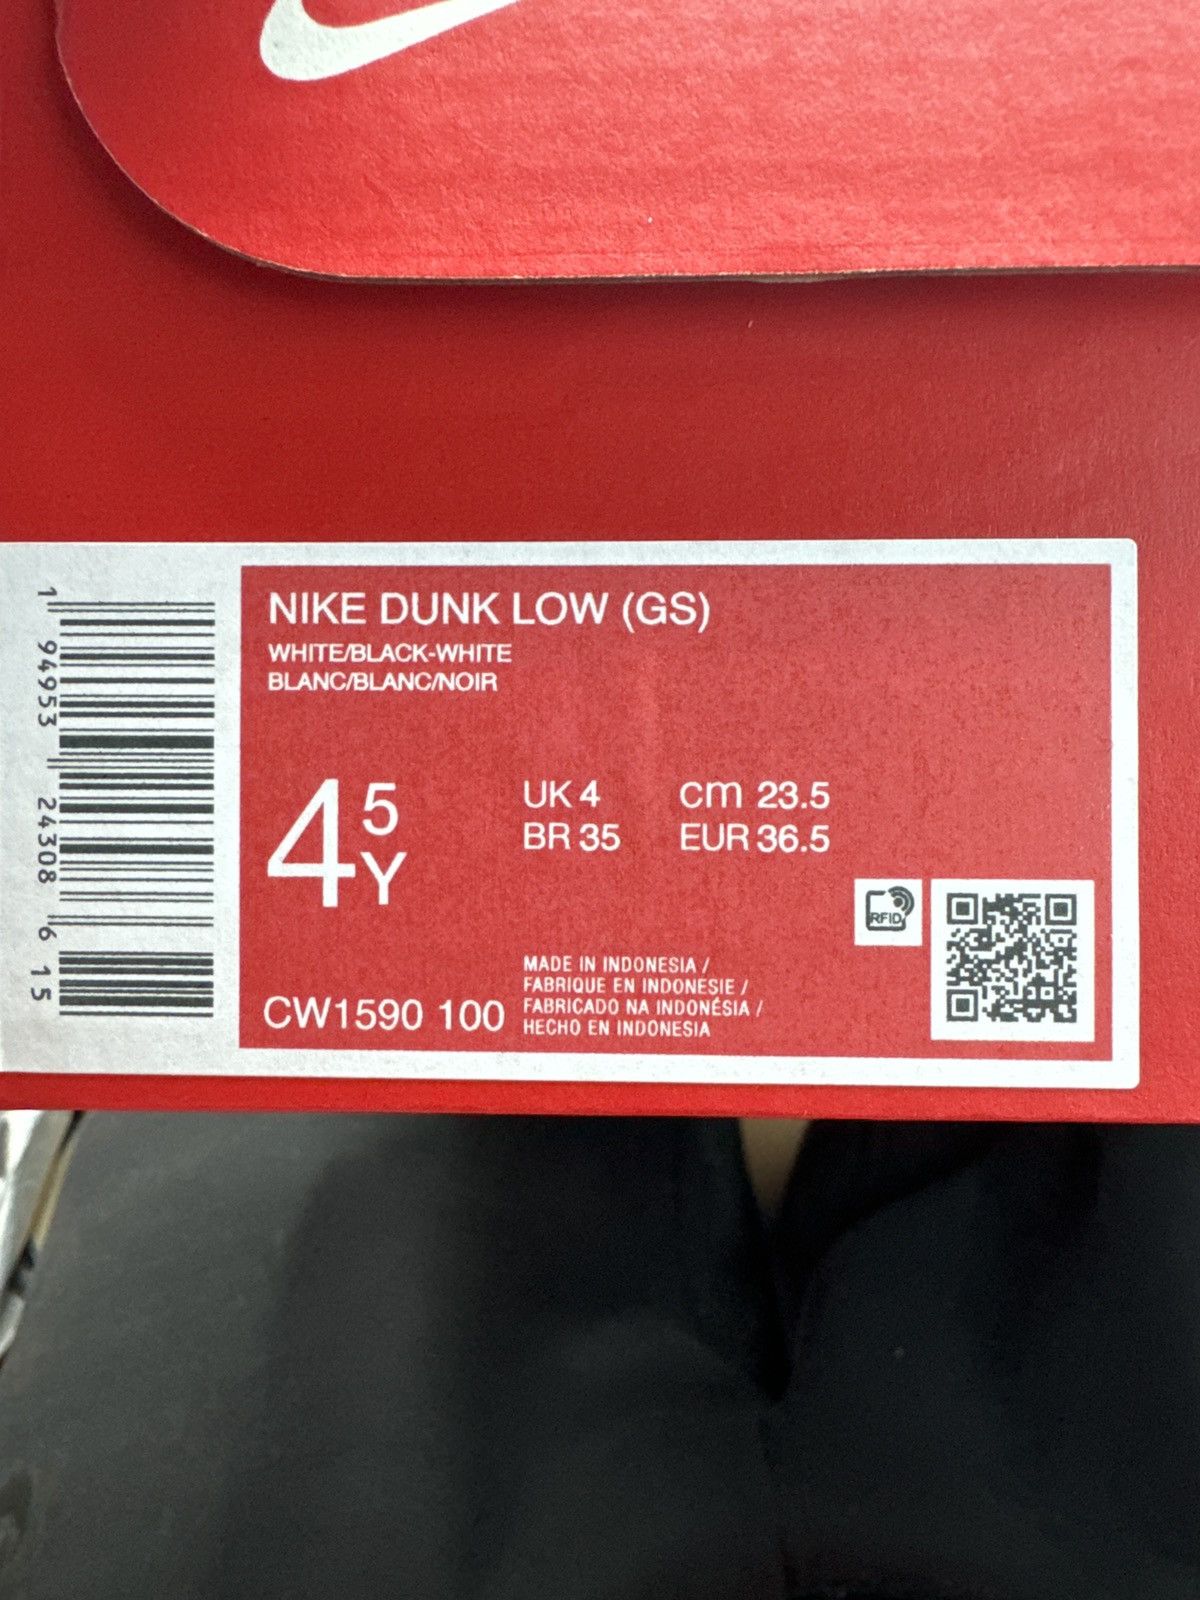 NIKE DUNK LOW (GS)
WHITE/BLACK-WHITE
BLANC/BLANC/NOIR
4 5 Y
UK 4 cm 23.5
BR 35 EUR 36.5
RFID
CW1590 100
MADE IN INDONESIA /
FABRIQUE EN INDONESIE /
FABRICADO NA INDONÉSIA /
HECHO EN INDONESIA
1 94953 24308 6 15